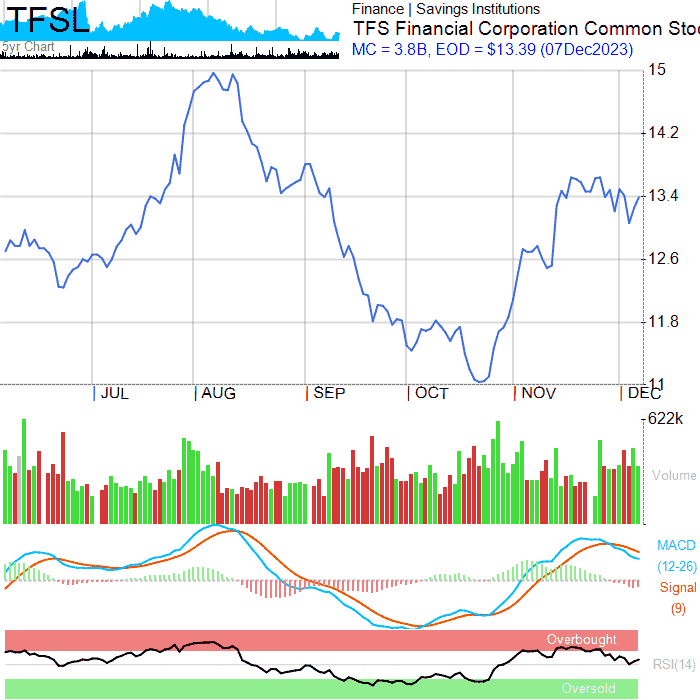 TFSL
5yr Chart
Finance | Savings Institutions
TFS Financial Corporation Common Stoc
MC = 3.8B, EOD = $13.39 (07Dec2023)
15
14.2
13.4
12.6
11.8
11
JUL AUG SEP OCT NOV DEC
622k
Volume
MACD
(12-26)
Signal
(9)
Overbought
RSI(14)
Oversold